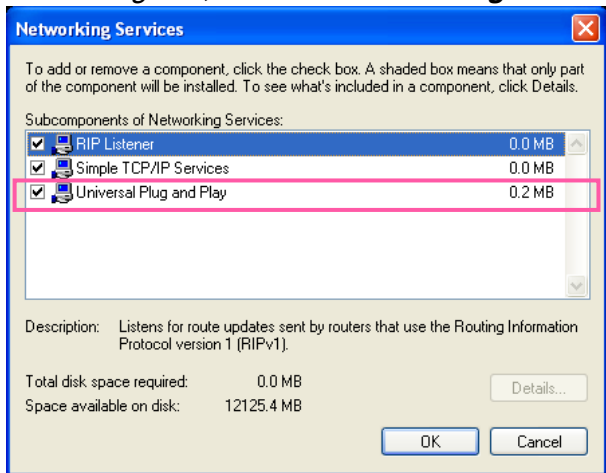 Networking Services
To add or remove a component, click the check box. A shaded box means that only part
of the component will be installed. To see what's included in a component, click Details.
Subcomponents of Networking Services:
RIP Listener 0.0 MB
Simple TCP/IP Services 0.0 MB
Universal Plug and Play 0.2 MB
Description: Listens for route updates sent by routers that use the Routing Information
Protocol version 1 (RIPv1).
Total disk space required: 0.0 MB
Details...
Space available on disk: 12125.4 MB
OK Cancel